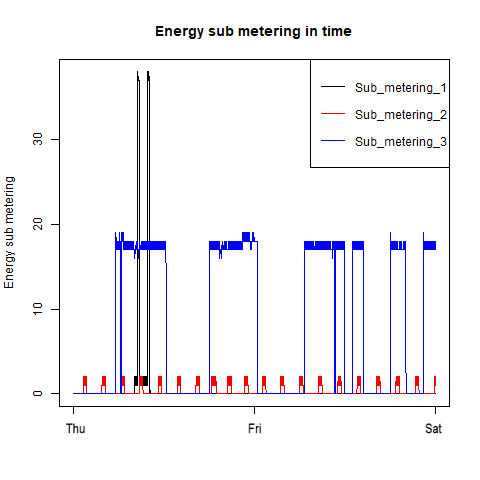 Energy sub metering in time
Sub_metering_1
Sub_metering_2
Sub_metering_3
Energy sub metering
30
20
10
0
Thu Fri Sat